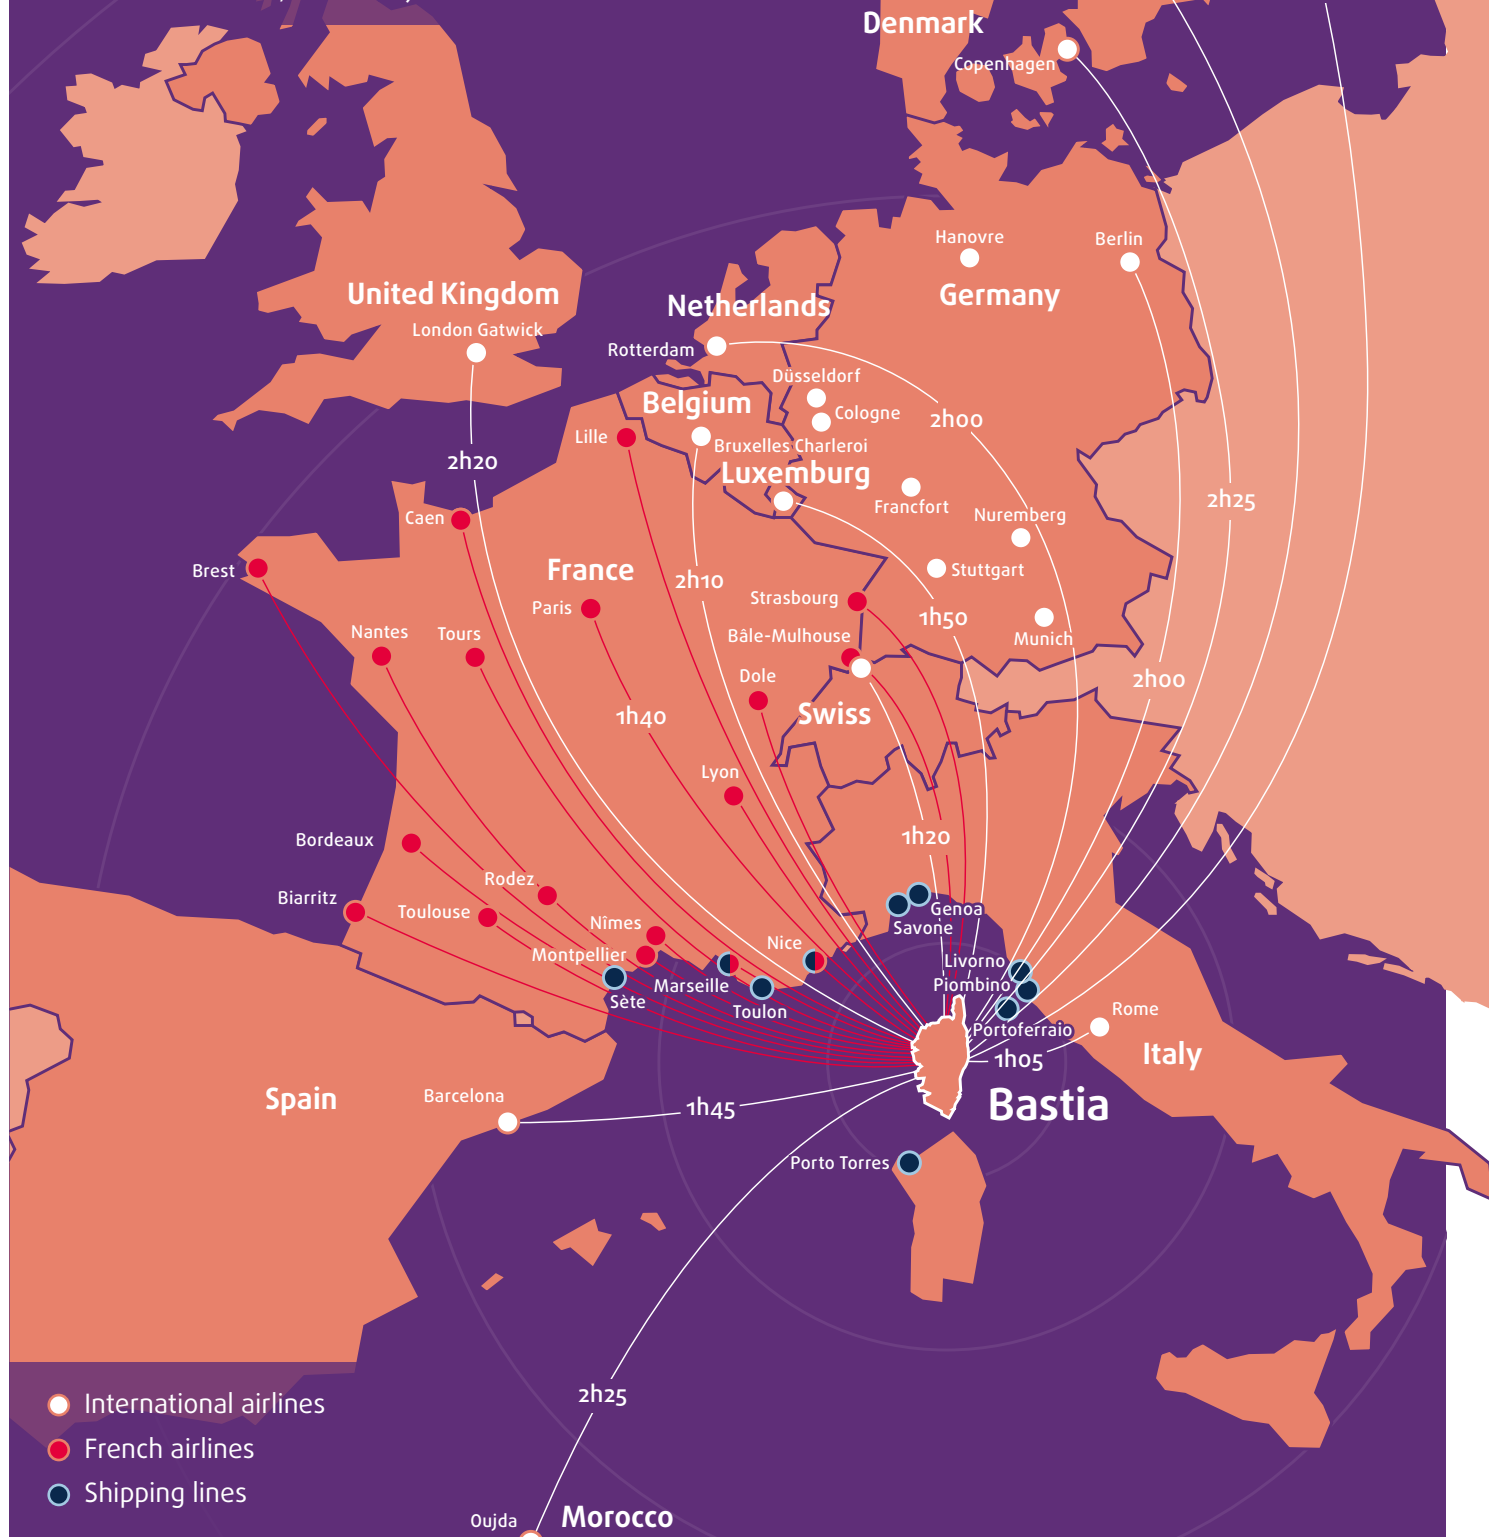 Denmark
Copenhagen
Hanovre
Berlin
United Kingdom
Germany
Netherlands
London Gatwick
Rotterdam
Düsseldorf
Belgium
Cologne
2h00
Lille
Bruxelles Charleroi
2h20
Luxemburg
2h25
Francfort
Caen
Nuremberg
Brest
France
2h10
Stuttgart
Strasbourg
Paris
1h50
Nantes
Tours
Bâle-Mulhouse
Munich
Dole
2h00
1h40
Swiss
Lyon
Bordeaux
1h20
Rodez
Biarritz
Toulouse
Nîmes
Genoa
Savone
Nice
Montpellier
Livorno
Marseille
Piombino
Sète
Toulon
Rome
Portoferraio
1h05
Italy
Spain
Barcelona
1h45
Bastia
Porto Torres
2h25
International airlines
French airlines
Shipping lines
Oujda
Morocco